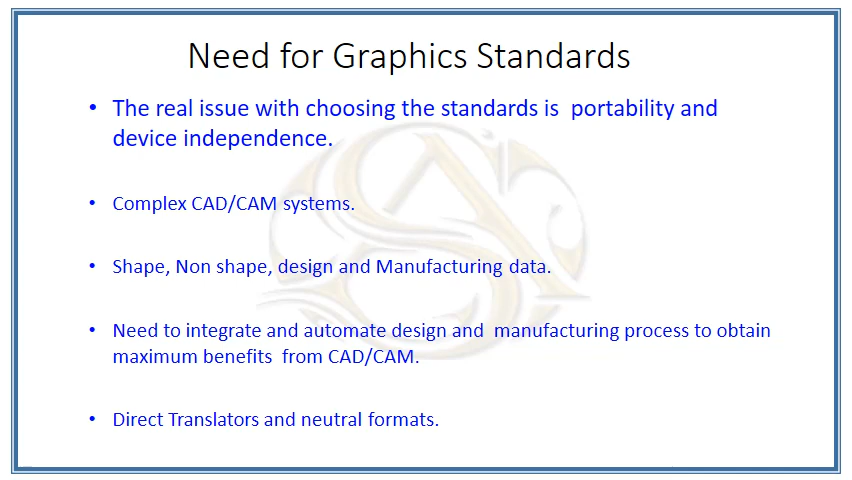 Need for Graphics Standards
• The real issue with choosing the standards is  portability and
device independence.
• Complex CAD/CAM systems.
• Shape, Non shape, design and Manufacturing data.
• Need to integrate and automate design and  manufacturing process to obtain
maximum benefits  from CAD/CAM.
• Direct Translators and neutral formats.